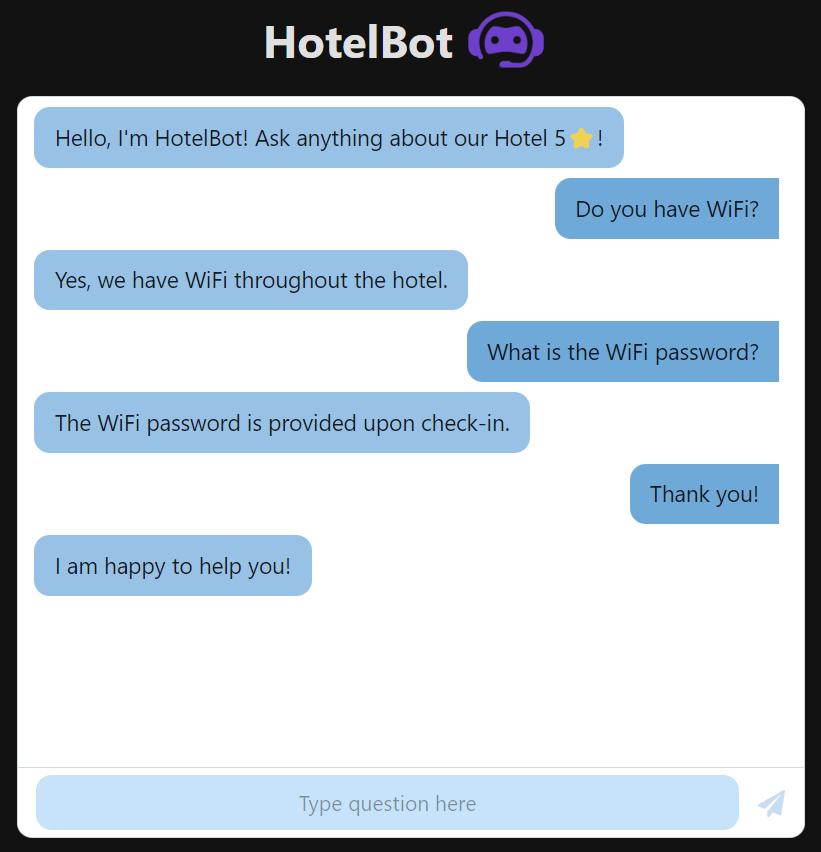 HotelBot
Hello, I'm HotelBot! Ask anything about our Hotel 5⭐!
Do you have WiFi?
Yes, we have WiFi throughout the hotel.
What is the WiFi password?
The WiFi password is provided upon check-in.
Thank you!
I am happy to help you!
Type question here